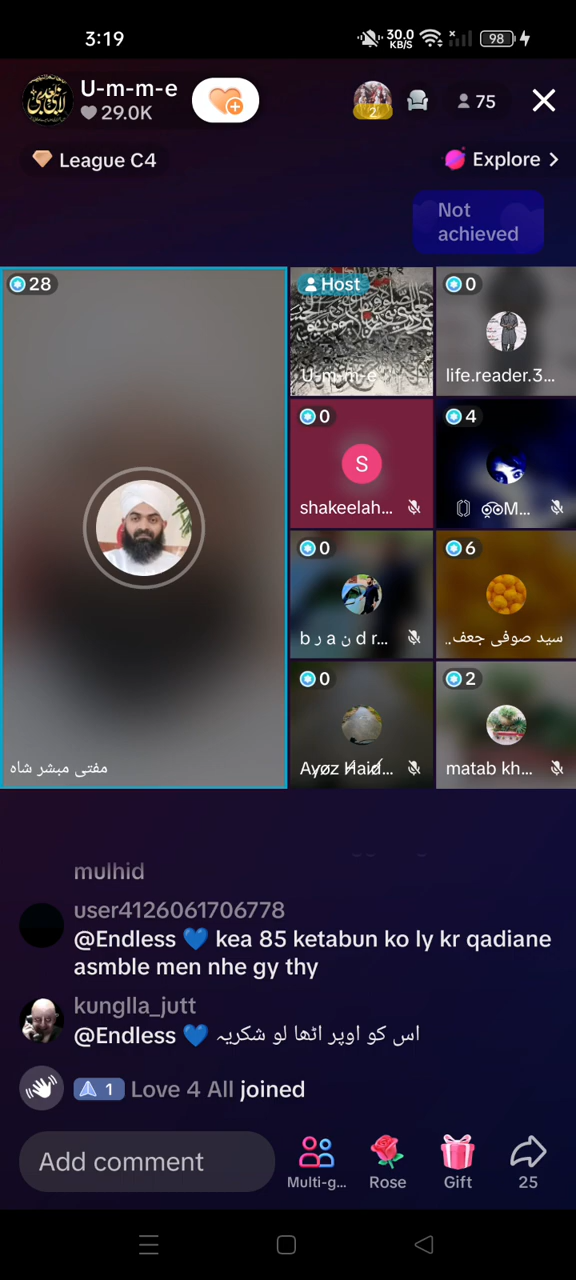 3:19
30.0
KB/S
98
U-m-m-e
29.0K
2
75
League C4
Explore
Not
achieved
28
مفتی مبشر شاہ
Host
U-m-m-e
0
life.reader.3...
0
S
shakeelah...
4
M...
0
b ر a ن d r...
6
سید صوفی جعف..
0
Ayøz Haid...
2
matab kh...
mulhid
user4126061706778
@Endless 💙 kea 85 ketabun ko ly kr qadiane
asmble men nhe gy thy
kunglla_jutt
@Endless 💙 اس کو اوپر اٹھا لو شکریہ
1 Love 4 All joined
Add comment
Multi-g...
Rose
Gift
25